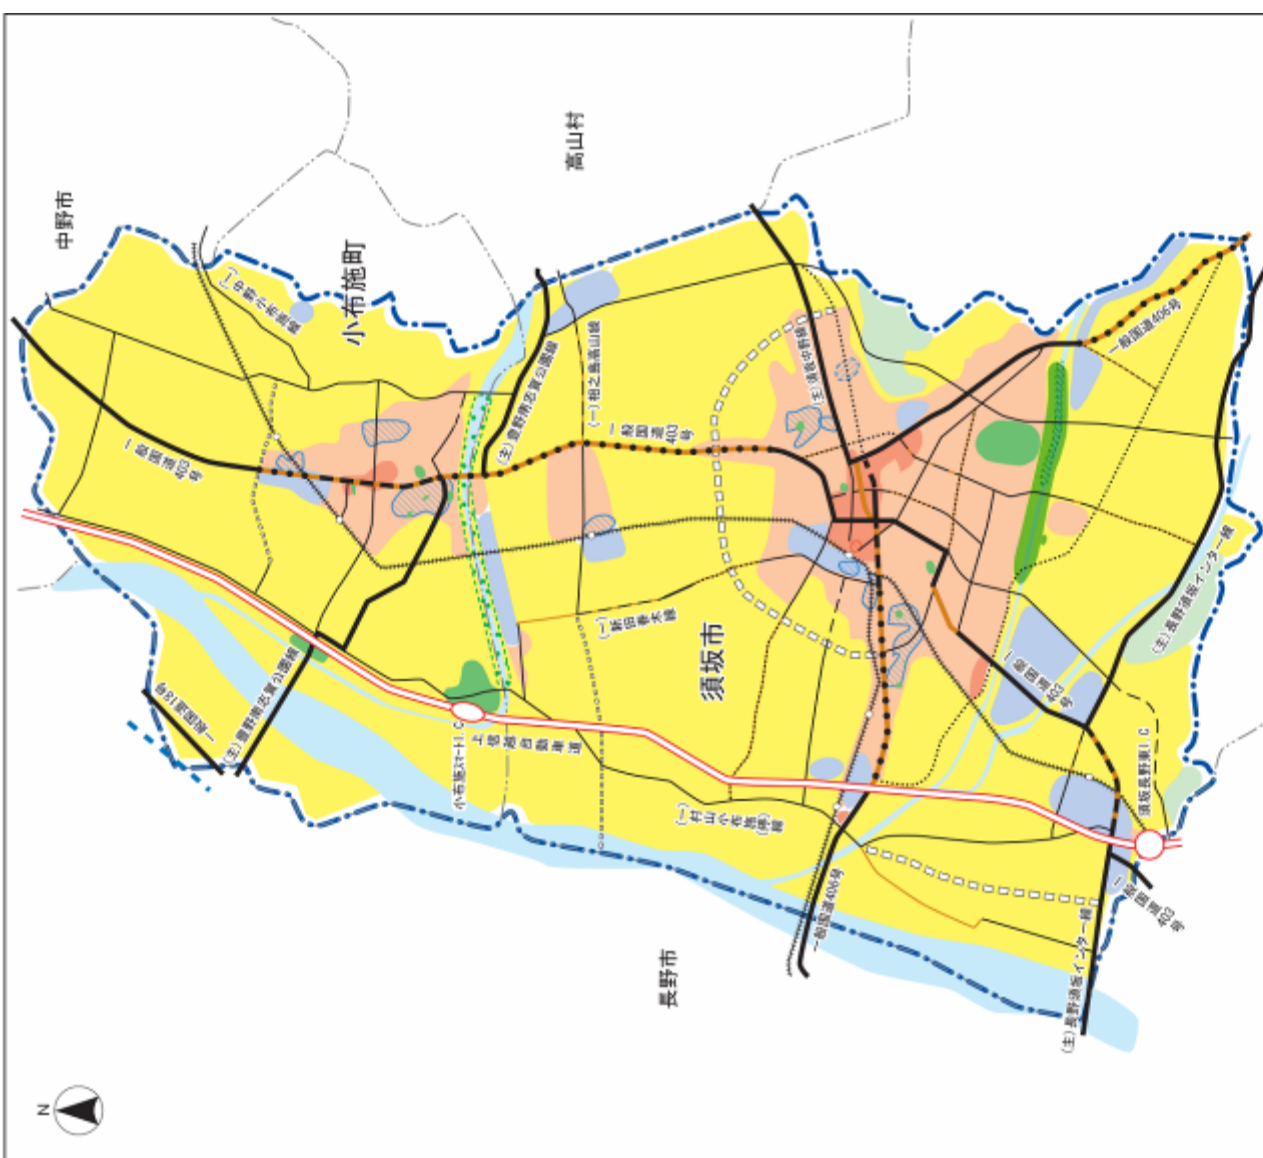 中野市
高山村
小布施町
(一)中野小布施線
一般国道403号
(主)豊野南志賀公園線
(一)相之島高山線
一般国道403号
(主)須坂中野線
一般国道406号
一般国道18号
(主)豊野南志賀公園線
小布施スマートI.C
上信越自動車道
(一)新田春木線
須坂市
(一)村山小布施(停)線
一般国道403号
(主)長野須坂インター線
須坂長野東I.C
長野市
一般国道406号
一般国道403号
(主)長野須坂インター線
N